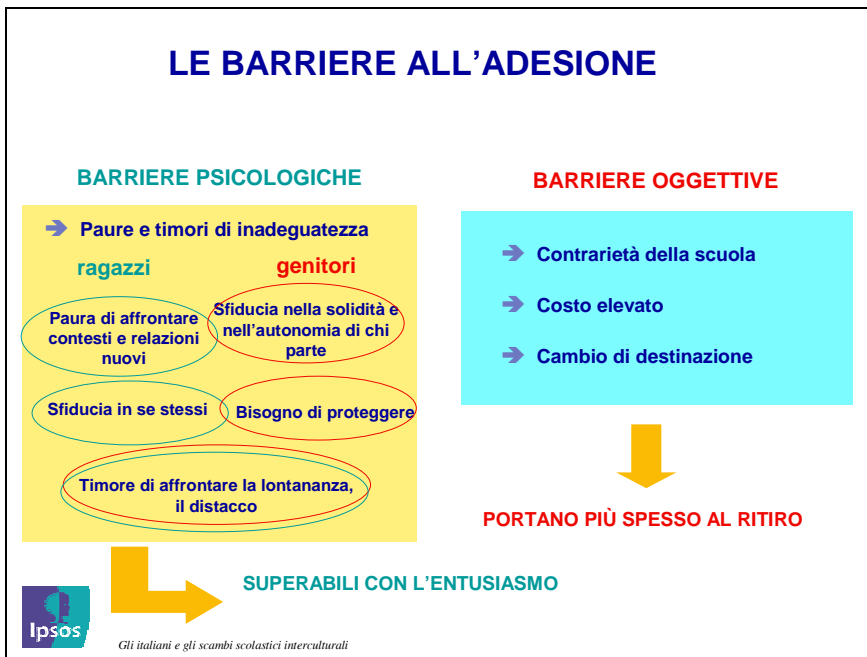 LE BARRIERE ALL’ADESIONE
BARRIERE PSICOLOGICHE
Paure e timori di inadeguatezza
ragazzi
genitori
Paura di affrontare
contesti e relazioni
nuovi
Sfiducia nella solidità e
nell’autonomia di chi
parte
Sfiducia in se stessi
Bisogno di proteggere
Timore di affrontare la lontananza,
il distacco
SUPERABILI CON L’ENTUSIASMO
BARRIERE OGGETTIVE
Contrarietà della scuola
Costo elevato
Cambio di destinazione
PORTANO PIÙ SPESSO AL RITIRO
Ipsos
Gli italiani e gli scambi scolastici interculturali